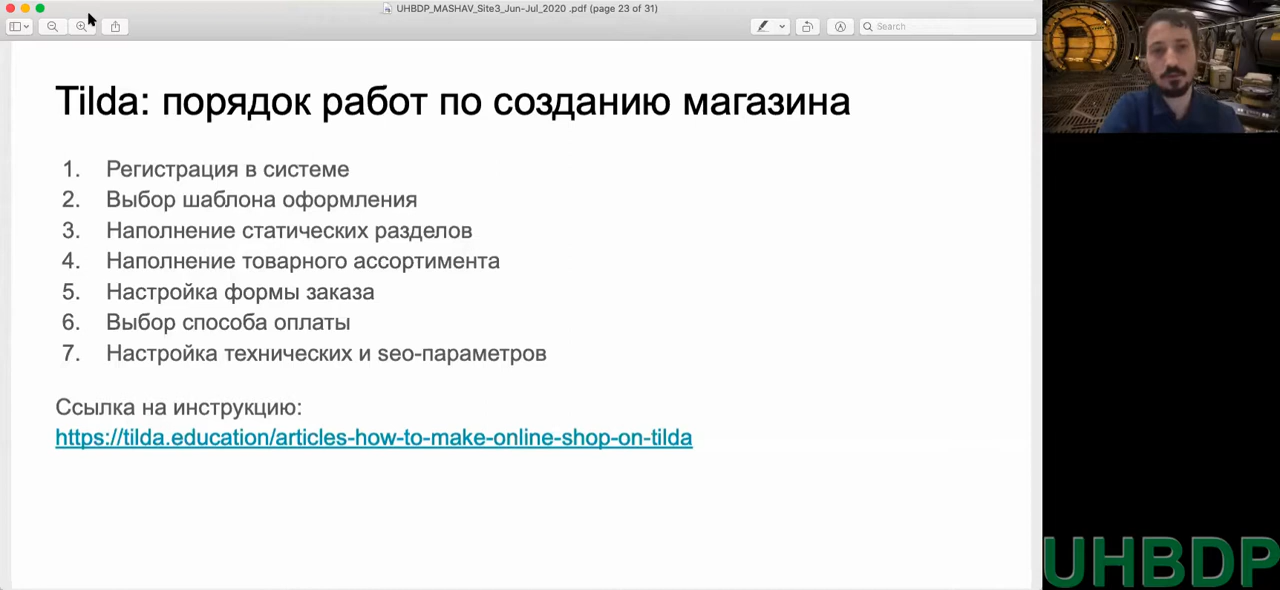 UHBDP_MASHAV_Site3_Jun-Jul_2020 .pdf (page 23 of 31)
Search
Tilda: порядок работ по созданию магазина
1. Регистрация в системе
2. Выбор шаблона оформления
3. Наполнение статических разделов
4. Наполнение товарного ассортимента
5. Настройка формы заказа
6. Выбор способа оплаты
7. Настройка технических и seo-параметров
Ссылка на инструкцию:
https://tilda.education/articles-how-to-make-online-shop-on-tilda
UHBDP